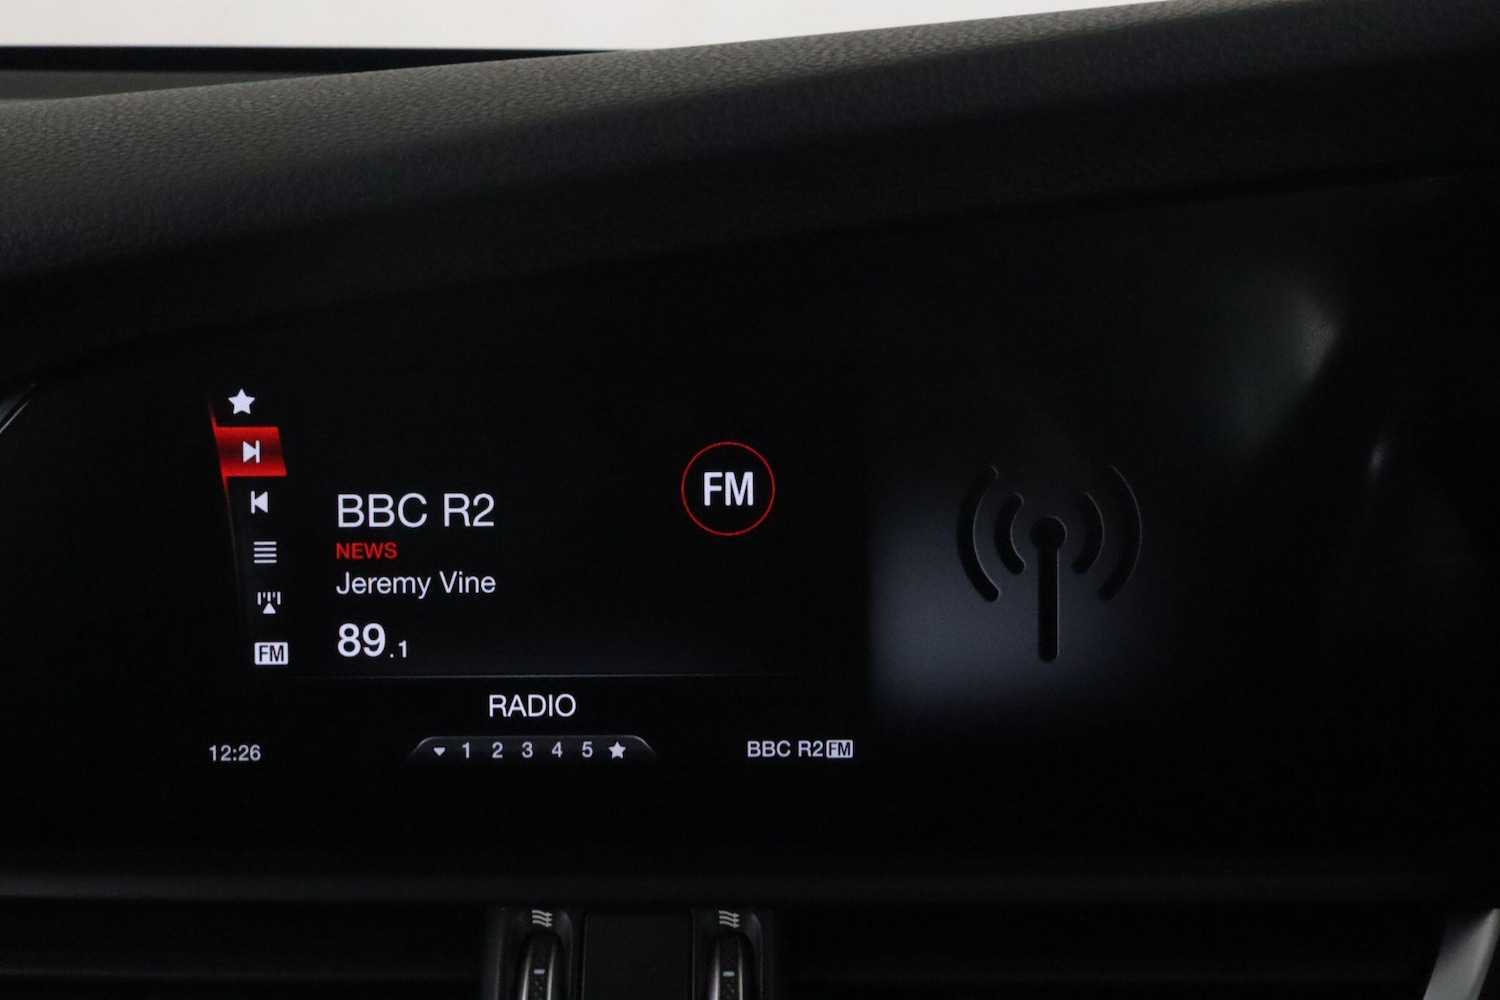 BBC R2
NEWS
Jeremy Vine
89.1
FM
FM
RADIO
12:26
1 2 3 4 5
BBC R2 FM